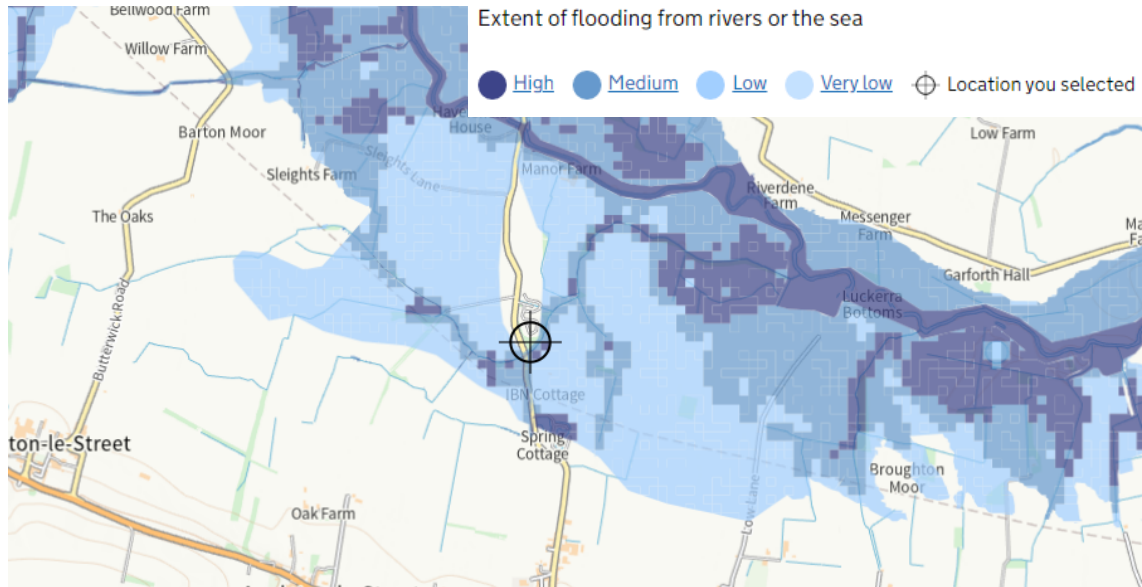 Extent of flooding from rivers or the sea
High Medium Low Very low Location you selected
Bellwood Farm
Willow Farm
House
Barton Moor
Low Farm
Sleights Lane
Manor Farm
Sleights Farm
Riverdene
Farm
The Oaks
Messenger
Farm
Garforth Hall
Luckerra
Bottoms
Butterwick Road
IBN Cottage
ton-le-Street
Spring
Cottage
Broughton
Moor
Low Lane
Oak Farm